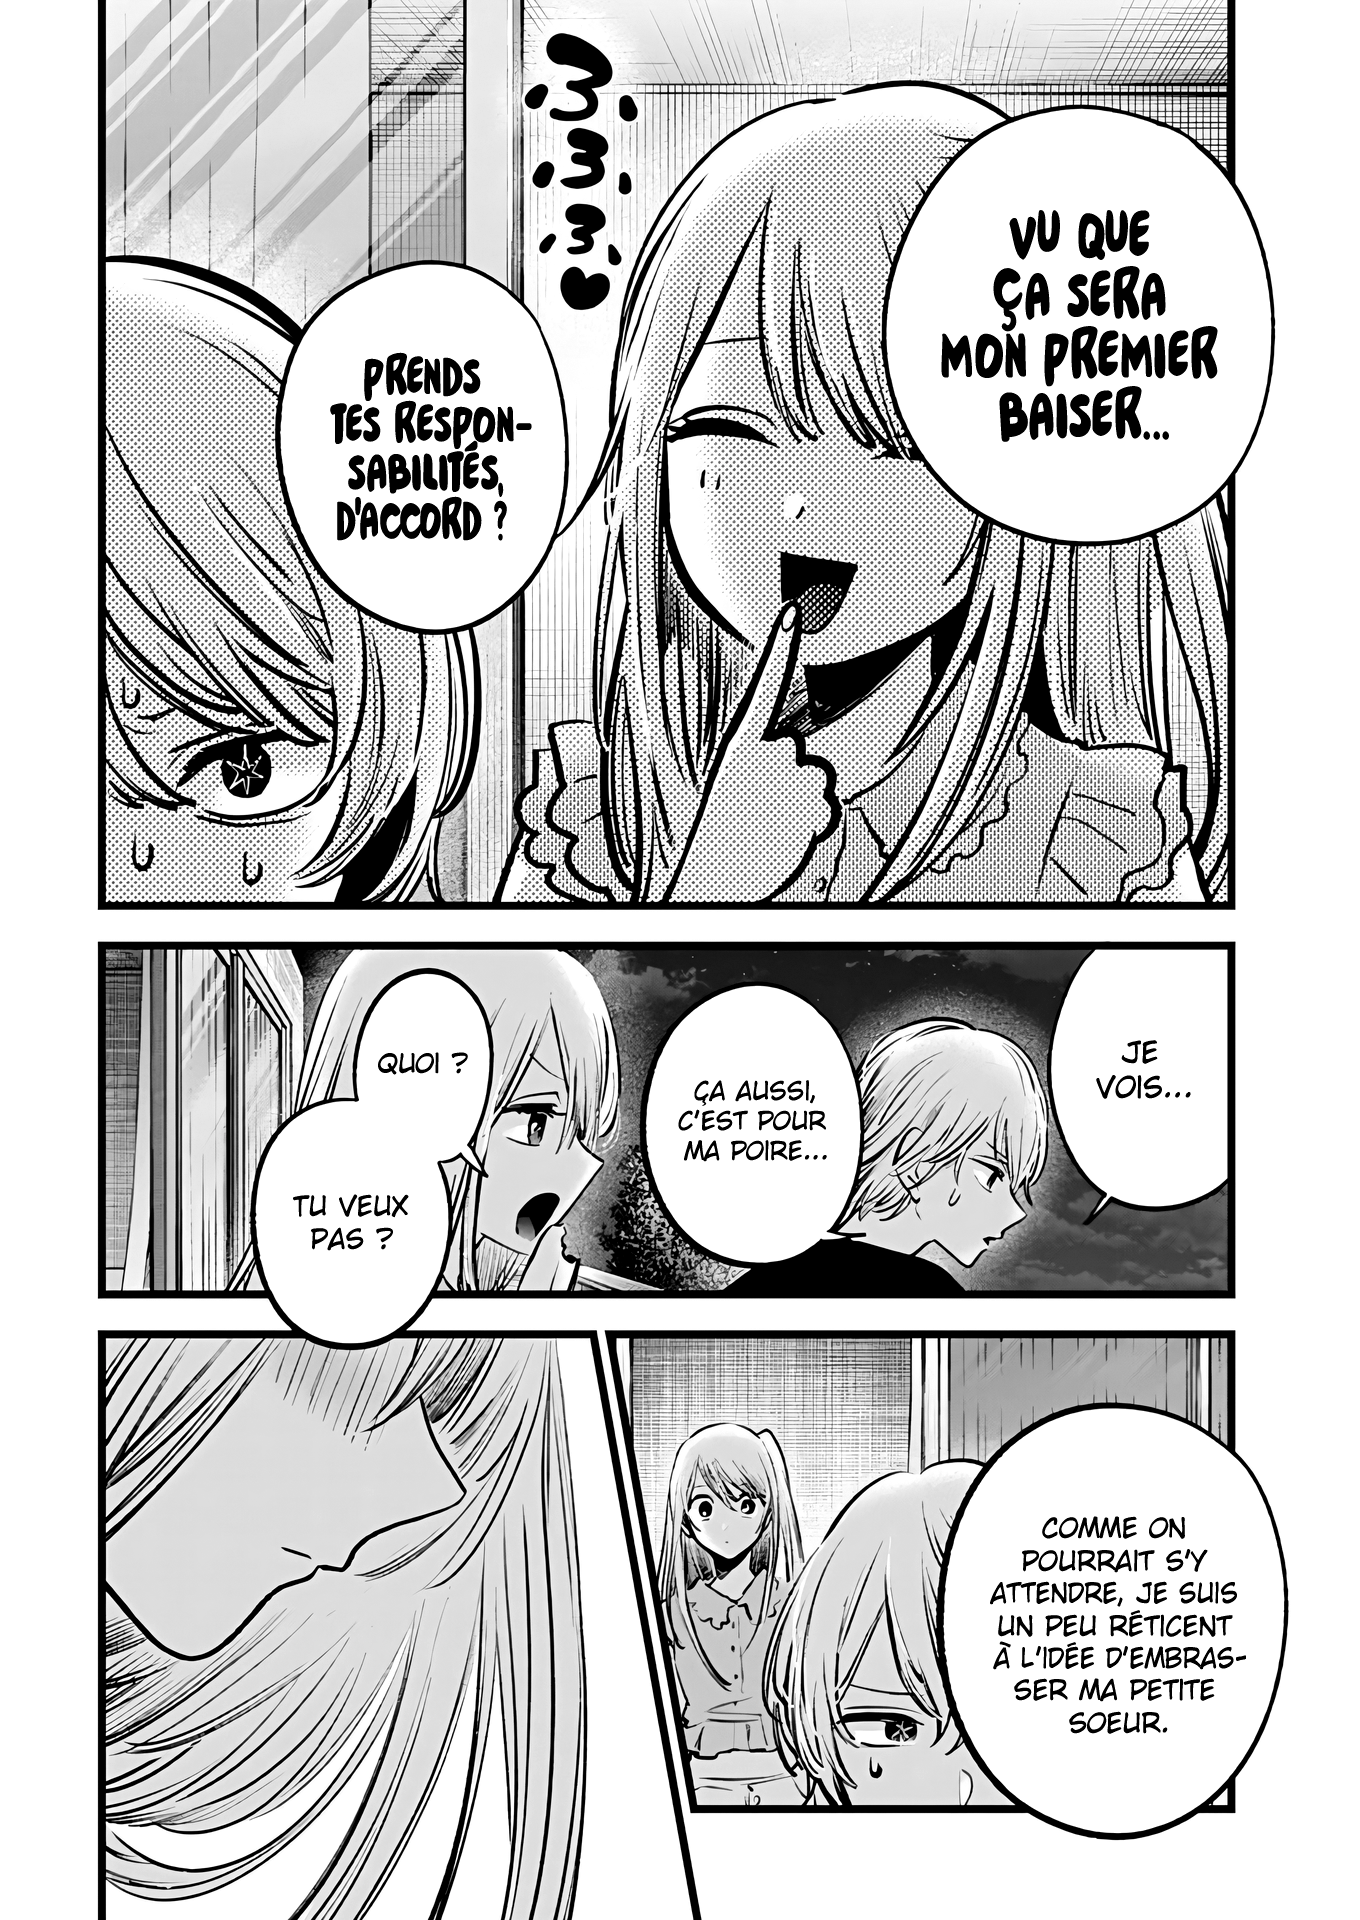 VU QUE
ÇA SERA
MON PREMIER
BAISER...
PRENDS
TES RESPON-
SABILITÉS,
D'ACCORD ?
JE
VOIS...
ÇA AUSSI,
C'EST POUR
MA POIRE...
QUOI ?
TU VEUX
PAS ?
COMME ON
POURRAIT S'Y
ATTENDRE, JE SUIS
UN PEU RÉTICENT
À L'IDÉE D'EMBRAS-
SER MA PETITE
SOEUR.